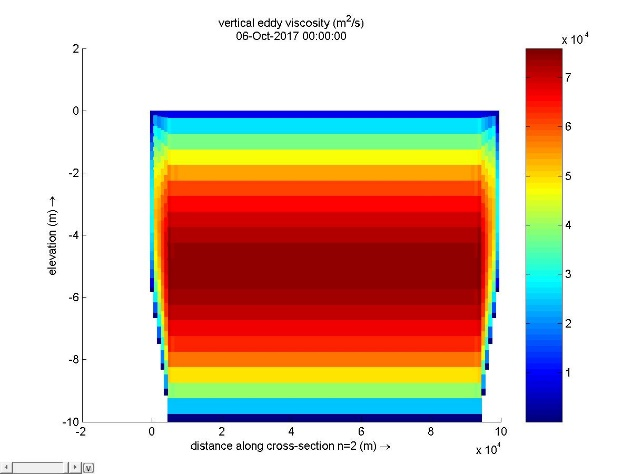 vertical eddy viscosity (m²/s)
06-Oct-2017 00:00:00
x 10⁴
2
0
-2
-4
-6
-8
-10
elevation (m) →
-2 0 2 4 6 8 10
distance along cross-section n=2 (m) →
x 10⁴
7
6
5
4
3
2
1
v